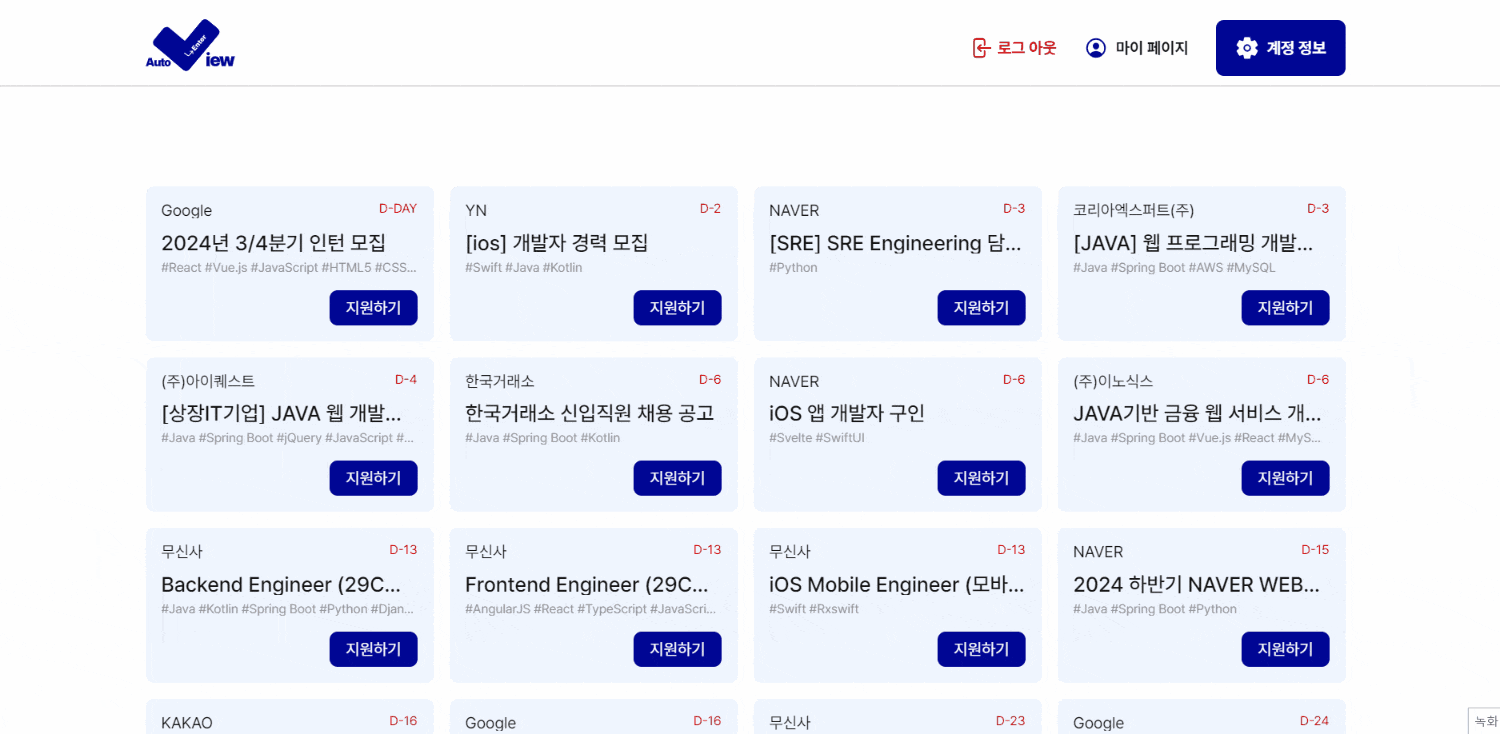 Auto View
↳Enter
로그 아웃
마이 페이지
계정 정보
Google D-DAY
2024년 3/4분기 인턴 모집
#React #Vue.js #JavaScript #HTML5 #CSS...
지원하기
YN D-2
[ios] 개발자 경력 모집
#Swift #Java #Kotlin
지원하기
NAVER D-3
[SRE] SRE Engineering 담...
#Python
지원하기
코리아엑스퍼트(주) D-3
[JAVA] 웹 프로그래밍 개발...
#Java #Spring Boot #AWS #MySQL
지원하기
(주)아이퀘스트 D-4
[상장IT기업] JAVA 웹 개발...
#Java #Spring Boot #jQuery #JavaScript #...
지원하기
한국거래소 D-6
한국거래소 신입직원 채용 공고
#Java #Spring Boot #Kotlin
지원하기
NAVER D-6
iOS 앱 개발자 구인
#Svelte #SwiftUI
지원하기
(주)이노식스 D-6
JAVA기반 금융 웹 서비스 개...
#Java #Spring Boot #Vue.js #React #MyS...
지원하기
무신사 D-13
Backend Engineer (29C...
#Java #Kotlin #Spring Boot #Python #Djan...
지원하기
무신사 D-13
Frontend Engineer (29C...
#AngularJS #React #TypeScript #JavaScri...
지원하기
무신사 D-13
iOS Mobile Engineer (모바...
#Swift #Rxswift
지원하기
NAVER D-15
2024 하반기 NAVER WEB...
#Java #Spring Boot #Python
지원하기
KAKAO D-16
Google D-16
무신사 D-23
Google D-24
녹화